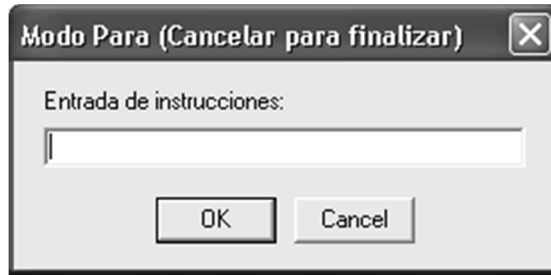 Modo Para (Cancelar para finalizar)
Entrada de instrucciones:
OK Cancel